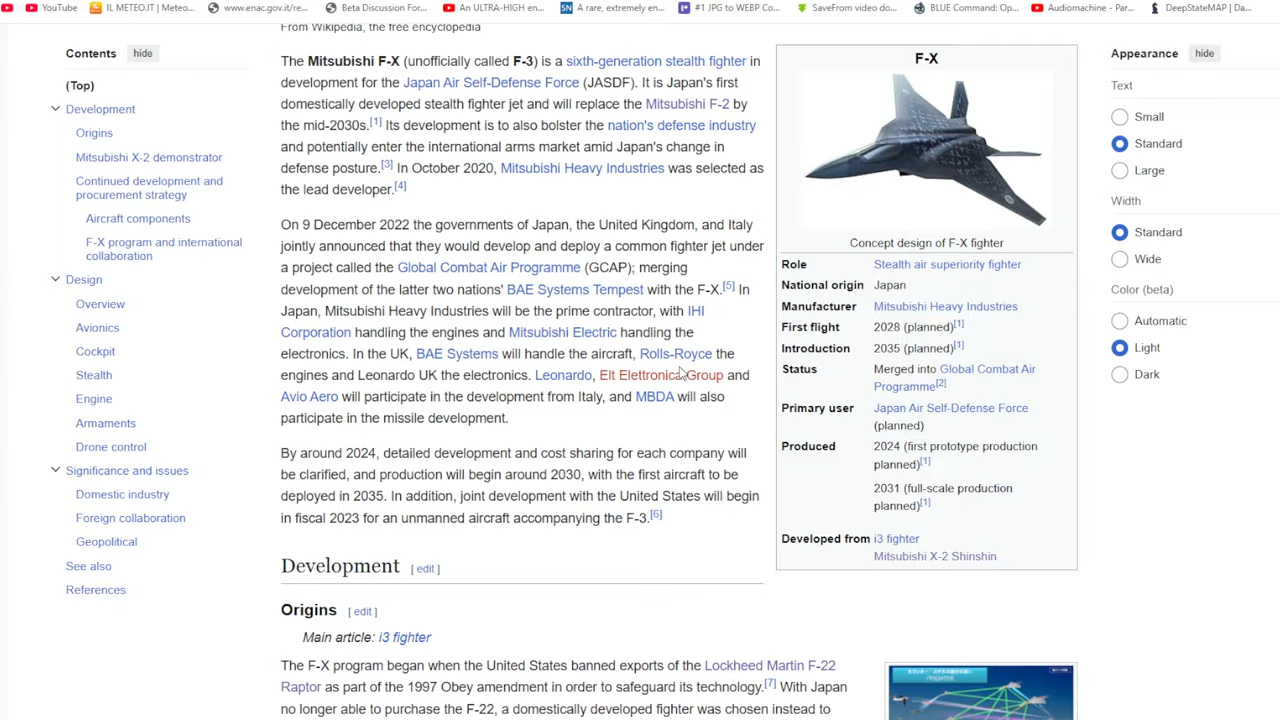 YouTube
IL METEO.IT | Meteo...
www.enac.gov.it/re...
Beta Discussion For...
An ULTRA-HIGH en...
SN A rare, extremely en...
#1 JPG to WEBP Co...
SaveFrom video do...
BLUE Command: Op...
Audiomachine - Par...
DeepStateMAP | Da...
From Wikipedia, the free encyclopedia
Contents hide
(Top)
Development
Origins
Mitsubishi X-2 demonstrator
Continued development and
procurement strategy
Aircraft components
F-X program and international
collaboration
Design
Overview
Avionics
Cockpit
Stealth
Engine
Armaments
Drone control
Significance and issues
Domestic industry
Foreign collaboration
Geopolitical
See also
References
The Mitsubishi F-X (unofficially called F-3) is a sixth-generation stealth fighter in
development for the Japan Air Self-Defense Force (JASDF). It is Japan's first
domestically developed stealth fighter jet and will replace the Mitsubishi F-2 by
the mid-2030s.[1] Its development is to also bolster the nation's defense industry
and potentially enter the international arms market amid Japan's change in
defense posture.[3] In October 2020, Mitsubishi Heavy Industries was selected as
the lead developer.[4]
On 9 December 2022 the governments of Japan, the United Kingdom, and Italy
jointly announced that they would develop and deploy a common fighter jet under
a project called the Global Combat Air Programme (GCAP); merging
development of the latter two nations' BAE Systems Tempest with the F-X.[5] In
Japan, Mitsubishi Heavy Industries will be the prime contractor, with IHI
Corporation handling the engines and Mitsubishi Electric handling the
electronics. In the UK, BAE Systems will handle the aircraft, Rolls-Royce the
engines and Leonardo UK the electronics. Leonardo, Elt Elettronica Group and
Avio Aero will participate in the development from Italy, and MBDA will also
participate in the missile development.
By around 2024, detailed development and cost sharing for each company will
be clarified, and production will begin around 2030, with the first aircraft to be
deployed in 2035. In addition, joint development with the United States will begin
in fiscal 2023 for an unmanned aircraft accompanying the F-3.[6]
Development [ edit ]
Origins [ edit ]
Main article: i3 fighter
The F-X program began when the United States banned exports of the Lockheed Martin F-22
Raptor as part of the 1997 Obey amendment in order to safeguard its technology.[7] With Japan
no longer able to purchase the F-22, a domestically developed fighter was chosen instead to
F-X
Concept design of F-X fighter
Role Stealth air superiority fighter
National origin Japan
Manufacturer Mitsubishi Heavy Industries
First flight 2028 (planned)[1]
Introduction 2035 (planned)[1]
Status Merged into Global Combat Air
Programme[2]
Primary user Japan Air Self-Defense Force
(planned)
Produced 2024 (first prototype production
planned)[1]
2031 (full-scale production
planned)[1]
Developed from i3 fighter
Mitsubishi X-2 Shinshin
Appearance hide
Text
Small
Standard
Large
Width
Standard
Wide
Color (beta)
Automatic
Light
Dark